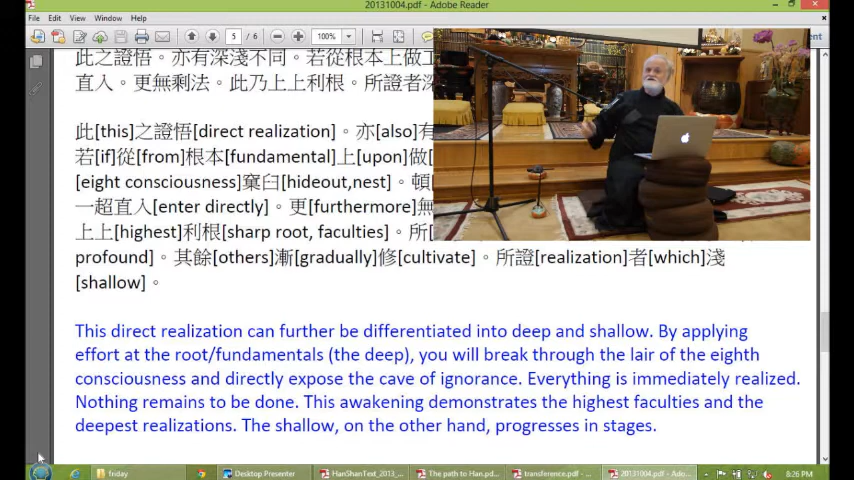 20131004.pdf - Adobe Reader
File Edit View Window Help
5 / 6 100%
此之證悟。亦有深淺不同。若從根本上做
直入。更無剩法。此乃上上利根。所證者深
此[this]之證悟[direct realization]。亦[also]有
若[if]從[from]根本[fundamental]上[upon]做[
[eight consciousness]窠臼[hideout,nest]。頓[
一超直入[enter directly]。更[furthermore]無
上上[highest]利根[sharp root, faculties]。所[
profound]。其餘[others]漸[gradually]修[cultivate]。所證[realization]者[which]淺
[shallow]。
This direct realization can further be differentiated into deep and shallow. By applying
effort at the root/fundamentals (the deep), you will break through the lair of the eighth
consciousness and directly expose the cave of ignorance. Everything is immediately realized.
Nothing remains to be done. This awakening demonstrates the highest faculties and the
deepest realizations. The shallow, on the other hand, progresses in stages.
friday Desktop Presenter HanShanText_2013_... The path to Han.pd... transference.pdf - ... 20131004.pdf - Ado... 8:26 PM